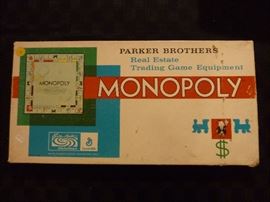 PARKER BROTHERS
Real Estate
Trading Game Equipment
MONOPOLY
MONOPOLY
$